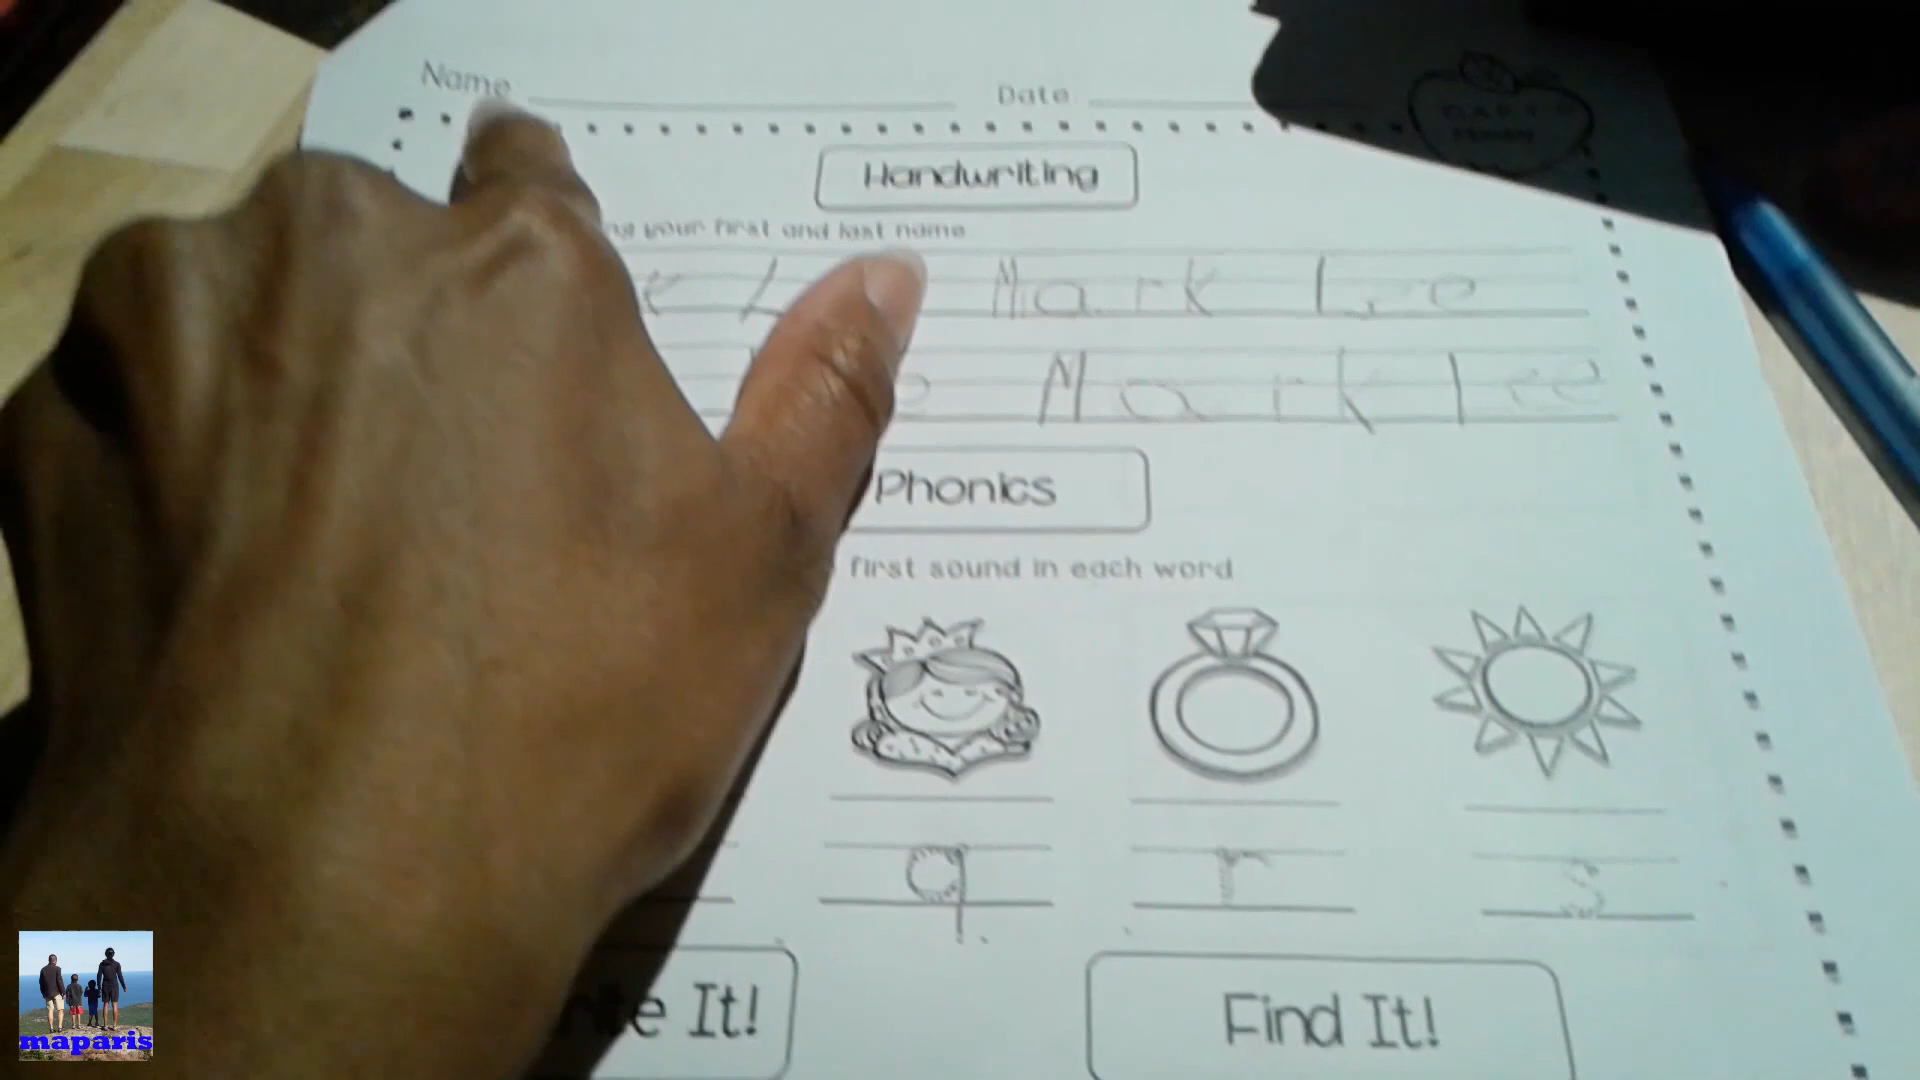 Name Date
Handwriting
your first and last name
Mark Lee
Mark lee
Phonics
first sound in each word
q r s
It! Find It!
maparis